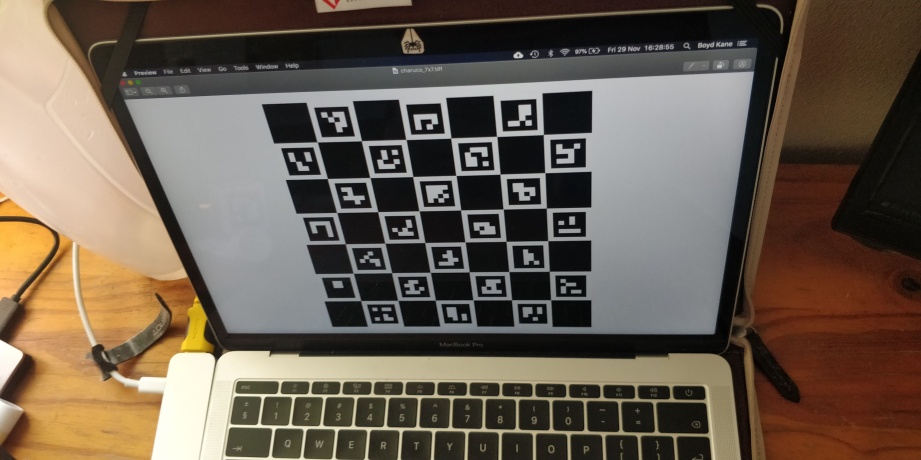 Preview File Edit View Go Tools Window Help
97% Fri 29 Nov 16:28:55 Boyd Kane
charuco_7x7.tiff
MacBook Pro
esc
± ! @ # $ % ^ & * ( ) _ +
§ 1 2 3 4 5 6 7 8 9 0 - =
Q W E R T Y U I O P { }
[ ]